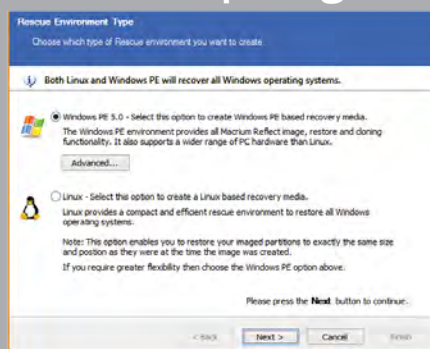 Rescue Environment Type
Choose which type of Rescue environment you want to create.
Both Linux and Windows PE will recover all Windows operating systems.
Windows PE 5.0 - Select this option to create Windows PE based recovery media.
The Windows PE environment provides all Macrium Reflect image, restore and cloning
functionality. It also supports a wider range of PC hardware than Linux.
Advanced...
Linux - Select this option to create a Linux based recovery media.
Linux provides a compact and efficient rescue environment to restore all Windows
operating systems.
Note: This option enables you to restore your imaged partitions to exactly the same size
and postion as they were at the time the image was created.
If you require greater flexibility then choose the Windows PE option above.
Please press the Next button to continue.
< Back Next > Cancel Finish